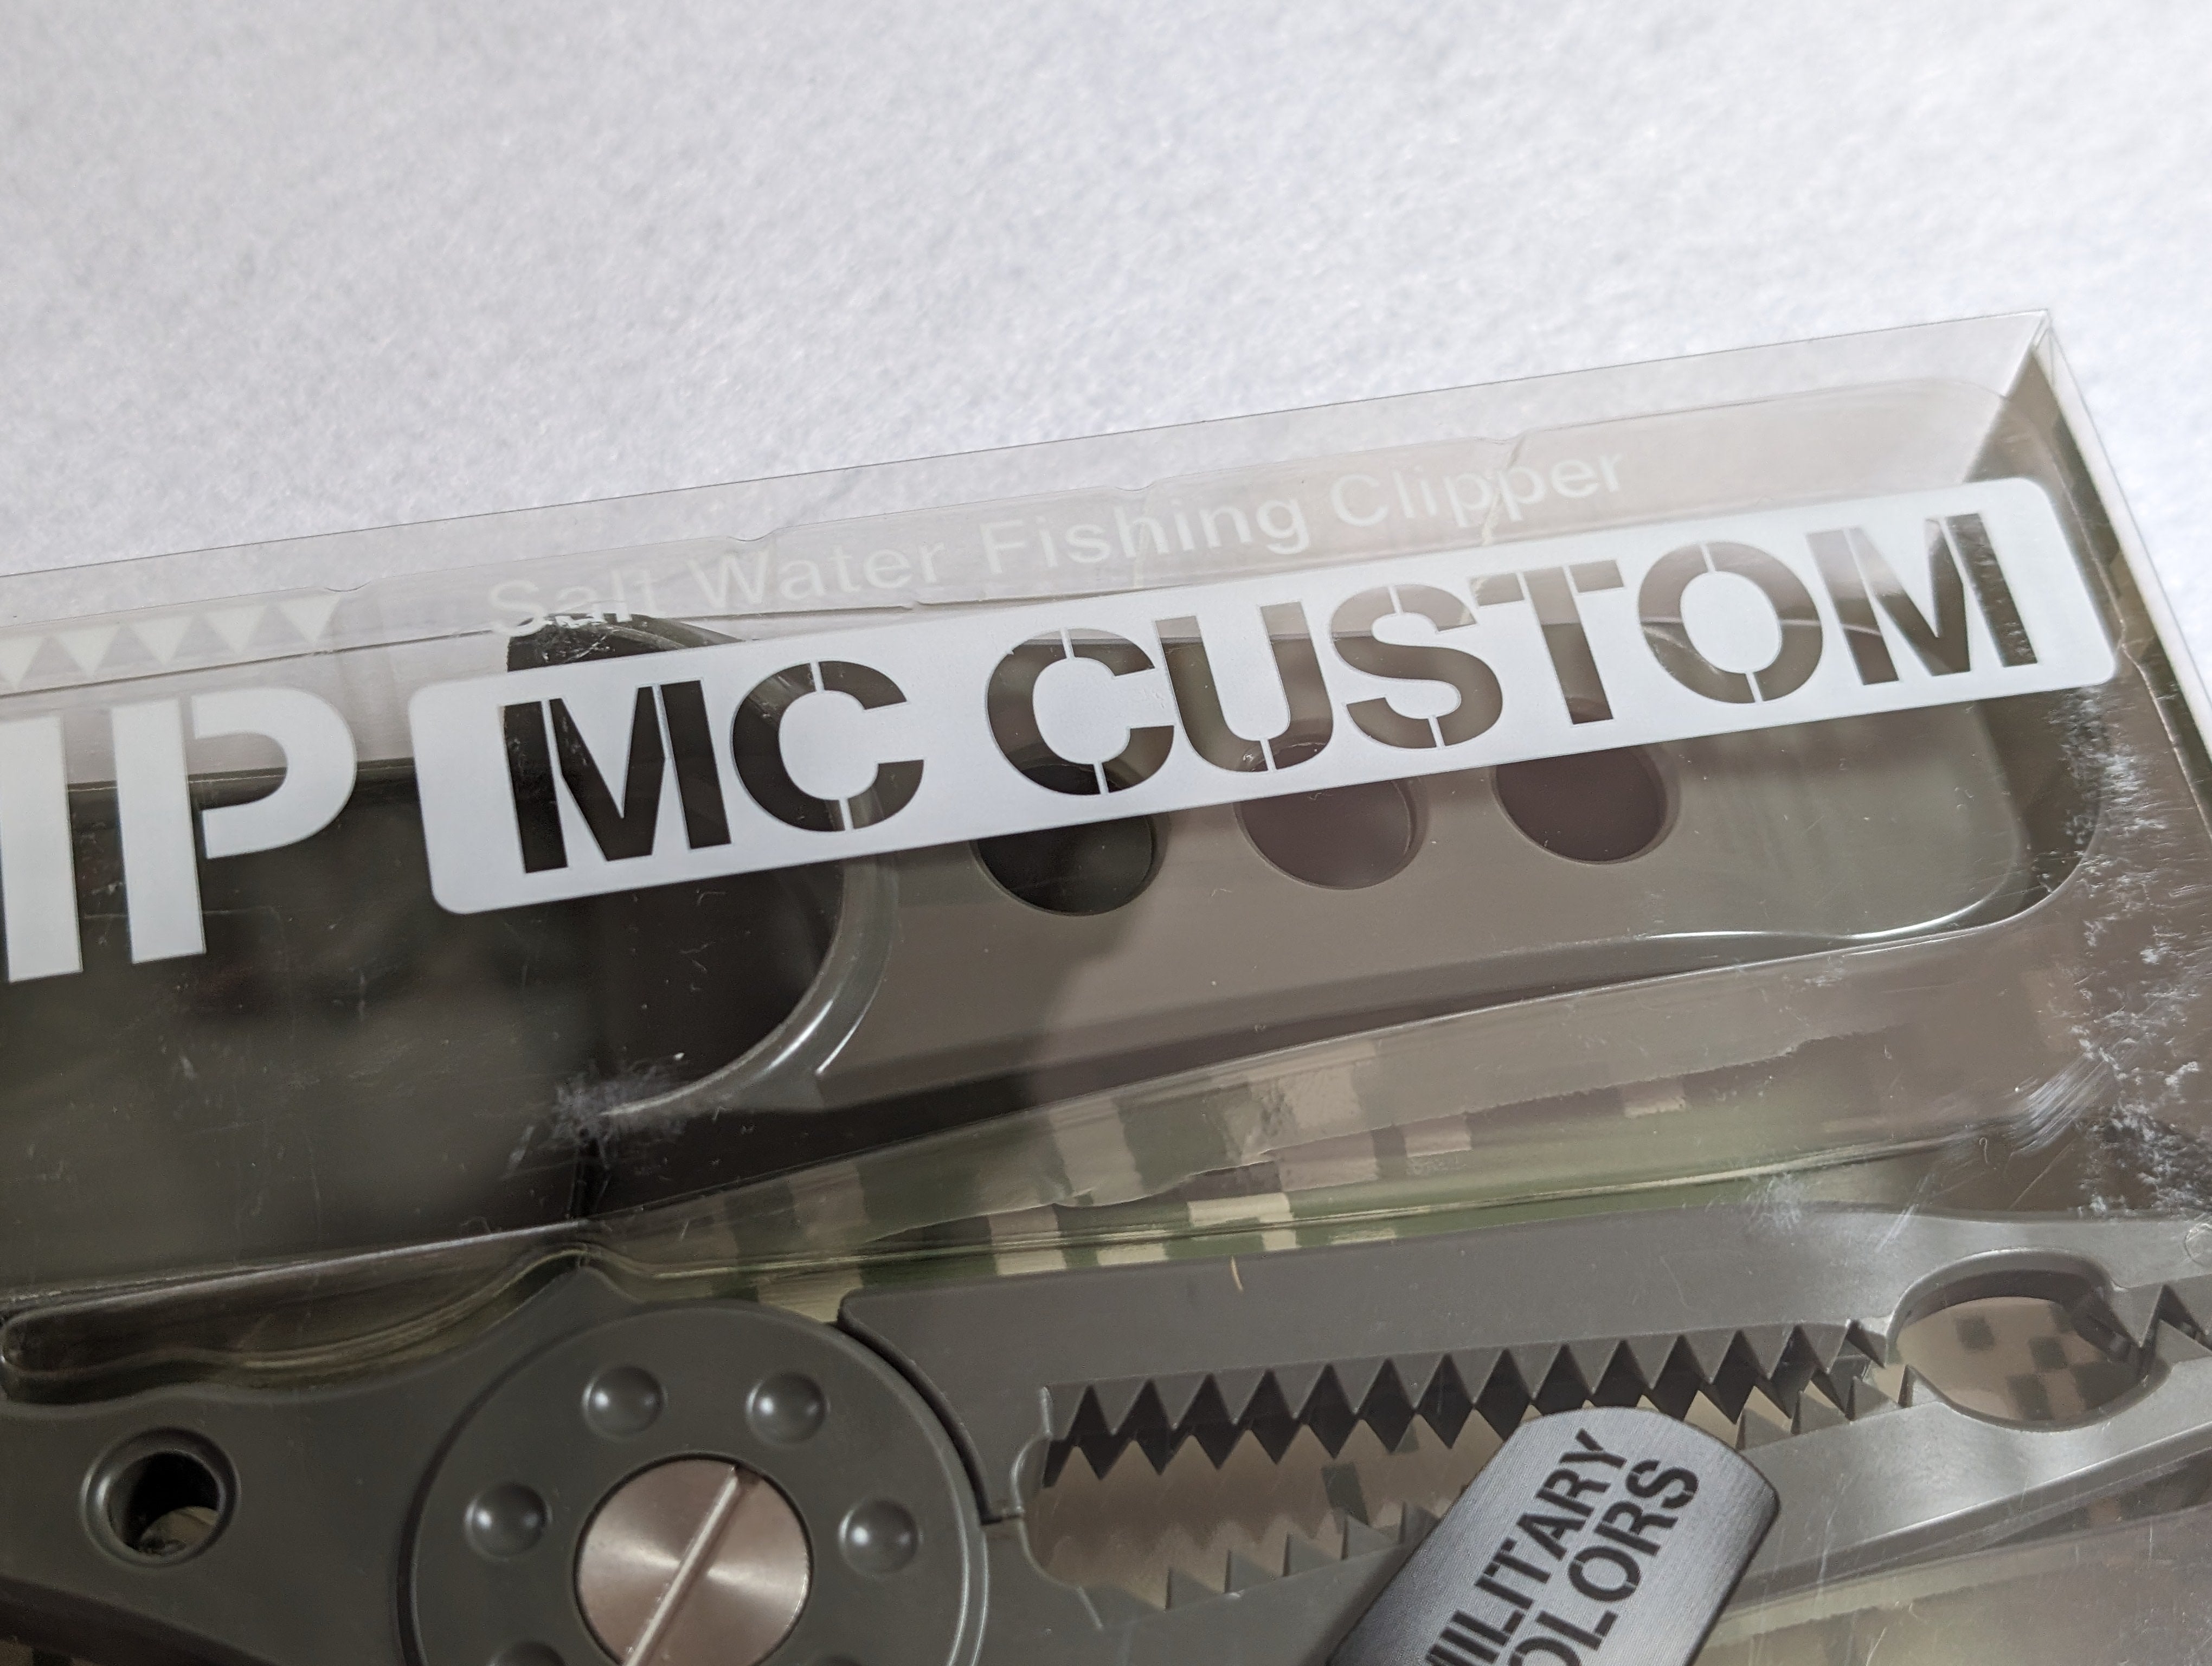 Salt Water Fishing Clipper
IP MC CUSTOM
MILITARY
COLORS